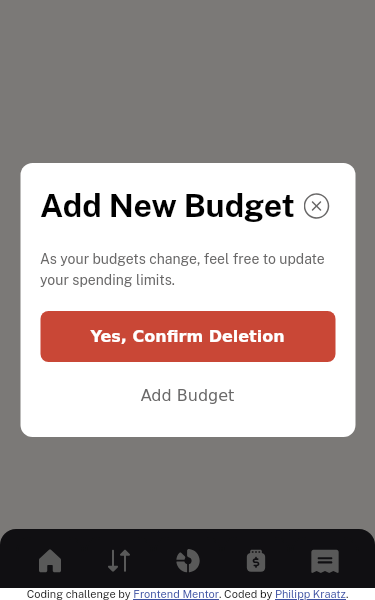 Add New Budget
As your budgets change, feel free to update
your spending limits.
Yes, Confirm Deletion
Add Budget
$
Coding challenge by Frontend Mentor. Coded by Philipp Kraatz.